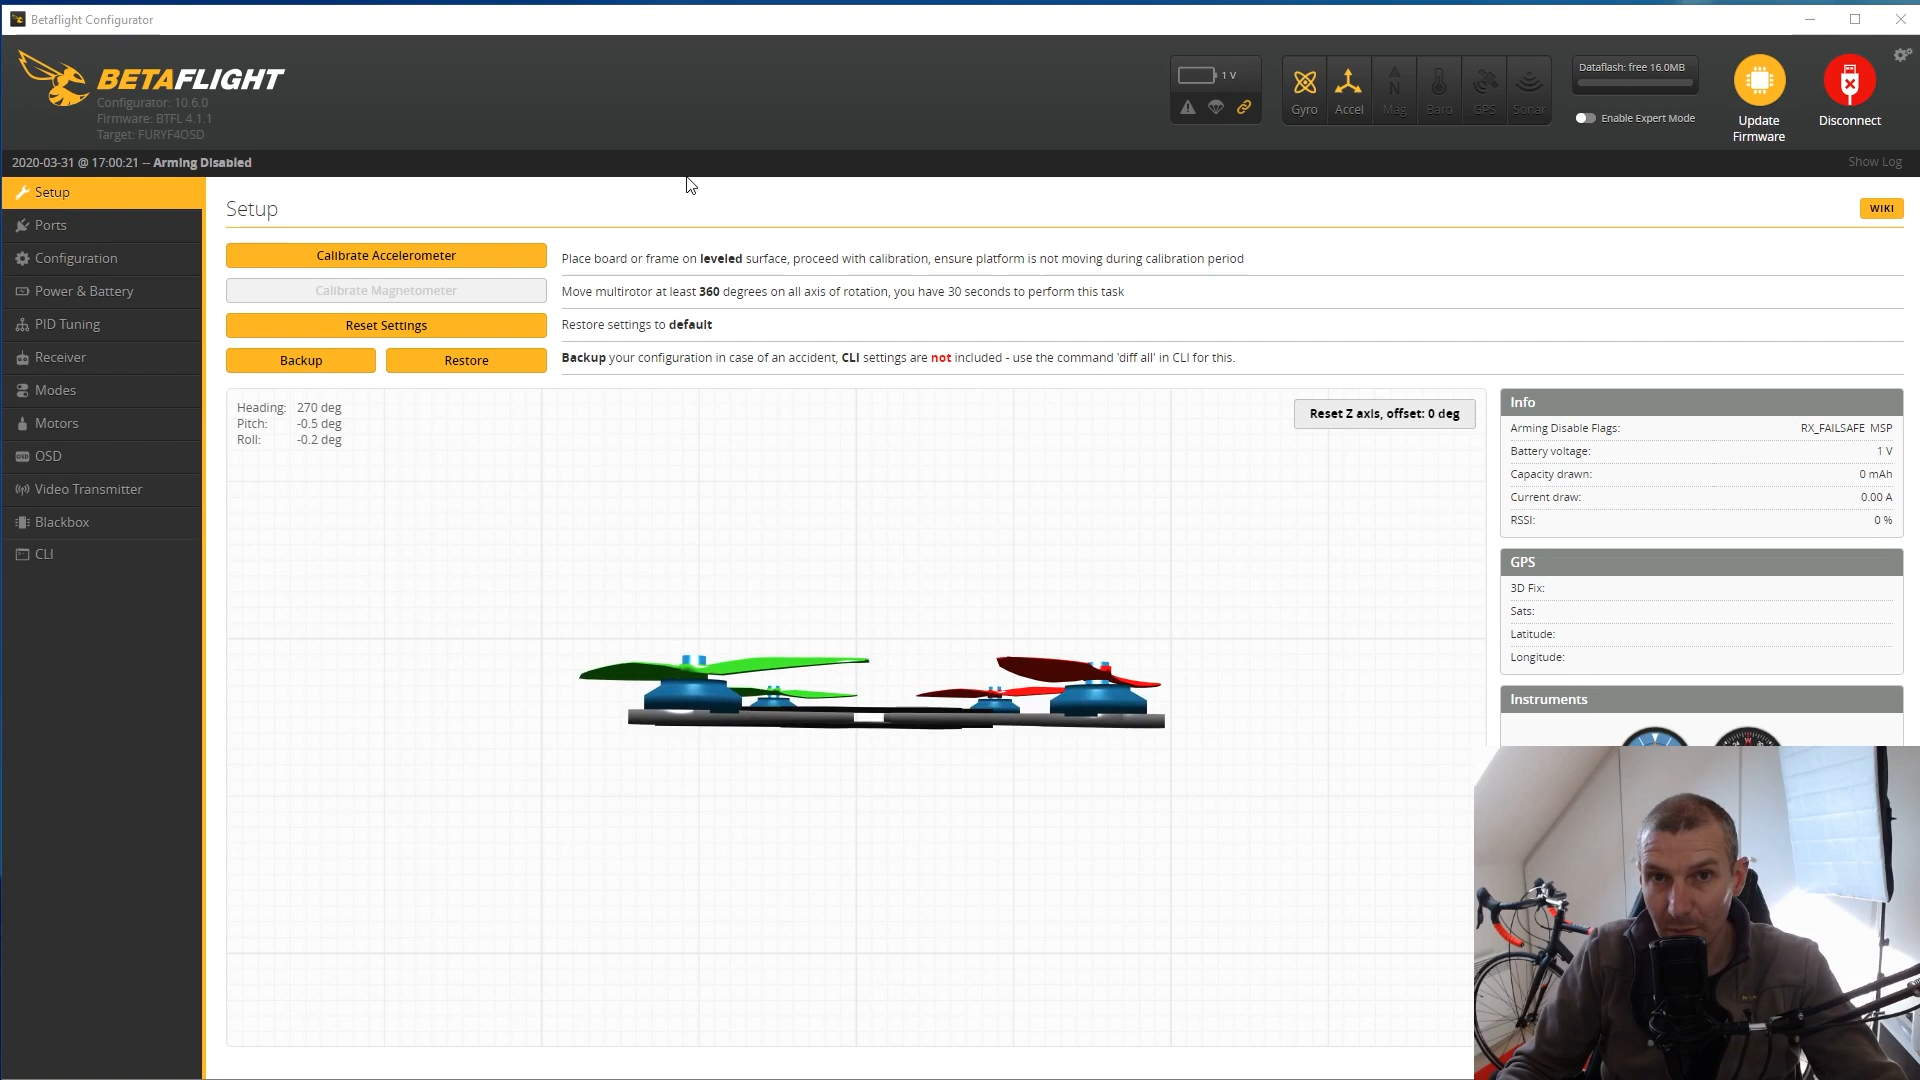 Betaflight Configurator
BETAFLIGHT
Configurator: 10.6.0
Firmware: BTFL 4.1.1
Target: FURYF4OSD
1 V
Gyro
Accel
Mag
Baro
GPS
Sonar
Dataflash: free 16.0MB
Enable Expert Mode
Update
Firmware
Disconnect
2020-03-31 @ 17:00:21 -- Arming Disabled
Show Log
Setup
Ports
Configuration
Power & Battery
PID Tuning
Receiver
Modes
Motors
OSD
Video Transmitter
Blackbox
CLI
Setup
WIKI
Calibrate Accelerometer
Place board or frame on leveled surface, proceed with calibration, ensure platform is not moving during calibration period
Calibrate Magnetometer
Move multirotor at least 360 degrees on all axis of rotation, you have 30 seconds to perform this task
Reset Settings
Restore settings to default
Backup
Restore
Backup your configuration in case of an accident, CLI settings are not included - use the command 'diff all' in CLI for this.
Heading: 270 deg
Pitch: -0.5 deg
Roll: -0.2 deg
Reset Z axis, offset: 0 deg
Info
Arming Disable Flags: RX_FAILSAFE MSP
Battery voltage: 1 V
Capacity drawn: 0 mAh
Current draw: 0.00 A
RSSI: 0 %
GPS
3D Fix:
Sats:
Latitude:
Longitude:
Instruments